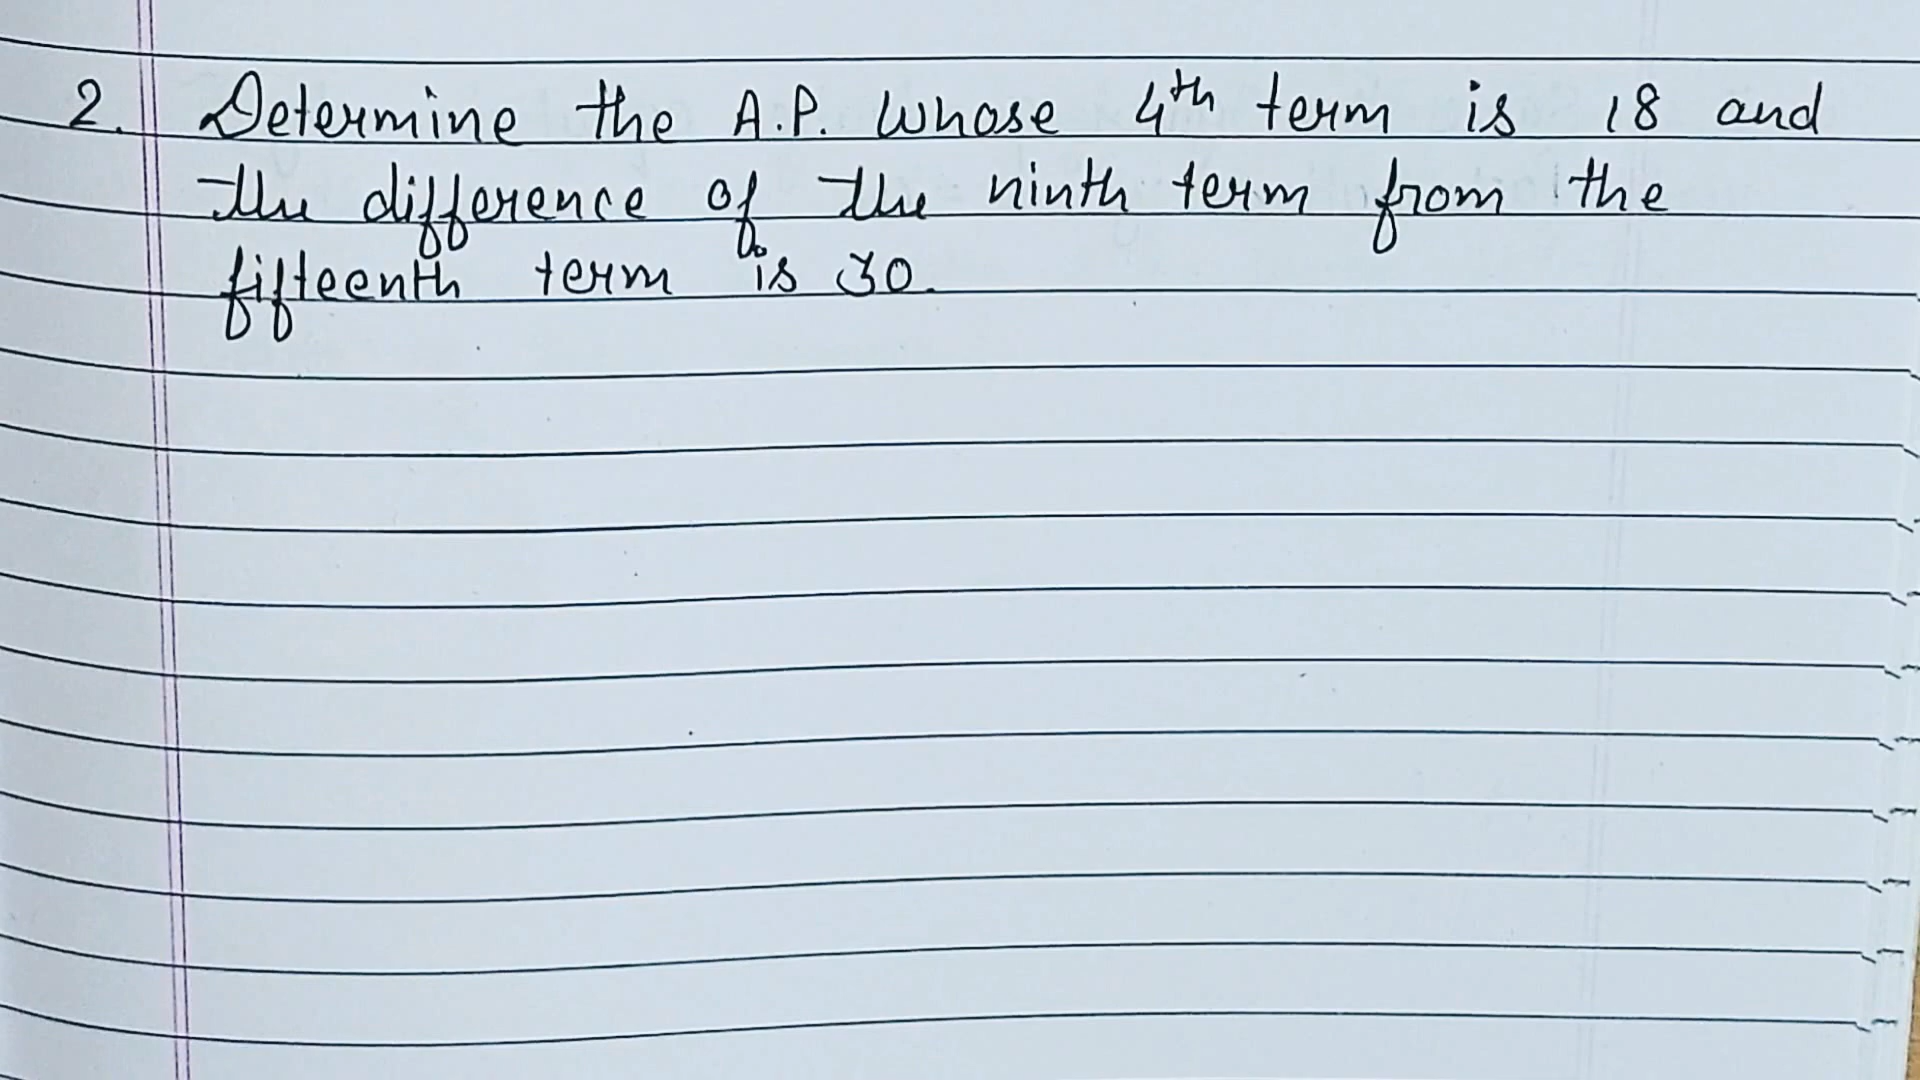 2. Determine the A.P. whose 4th term is 18 and
the difference of the ninth term from the
fifteenth term is 30.